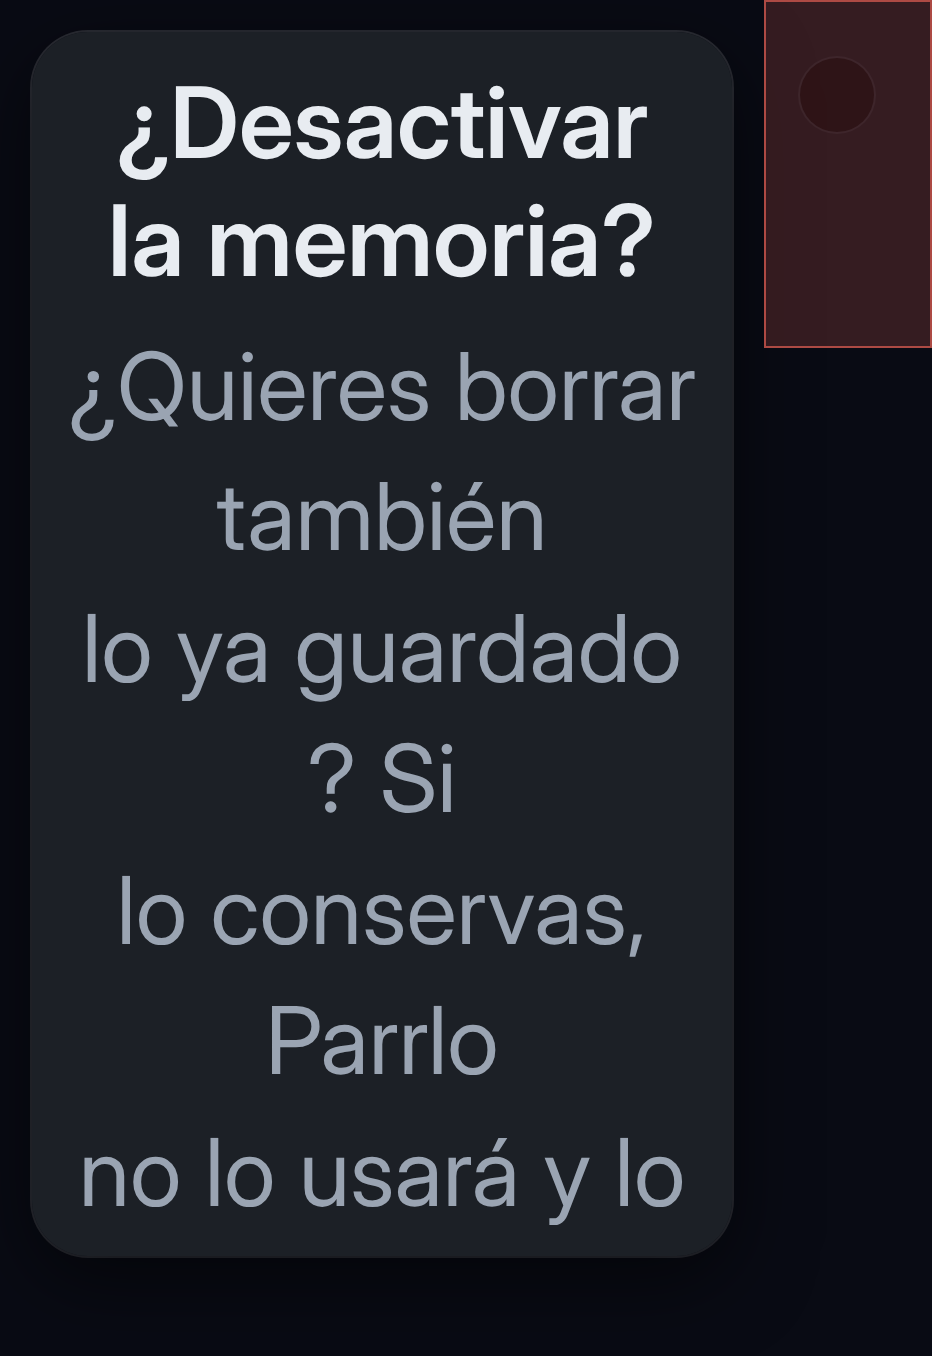 ¿Desactivar
la memoria?
¿Quieres borrar
también
lo ya guardado
? Si
lo conservas,
Parrlo
no lo usará y lo